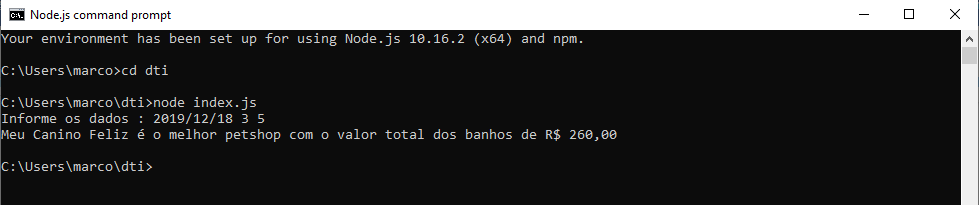 Node.js command prompt
Your environment has been set up for using Node.js 10.16.2 (x64) and npm.
C:\Users\marco>cd dti
C:\Users\marco\dti>node index.js
Informe os dados : 2019/12/18 3 5
Meu Canino Feliz é o melhor petshop com o valor total dos banhos de R$ 260,00
C:\Users\marco\dti>